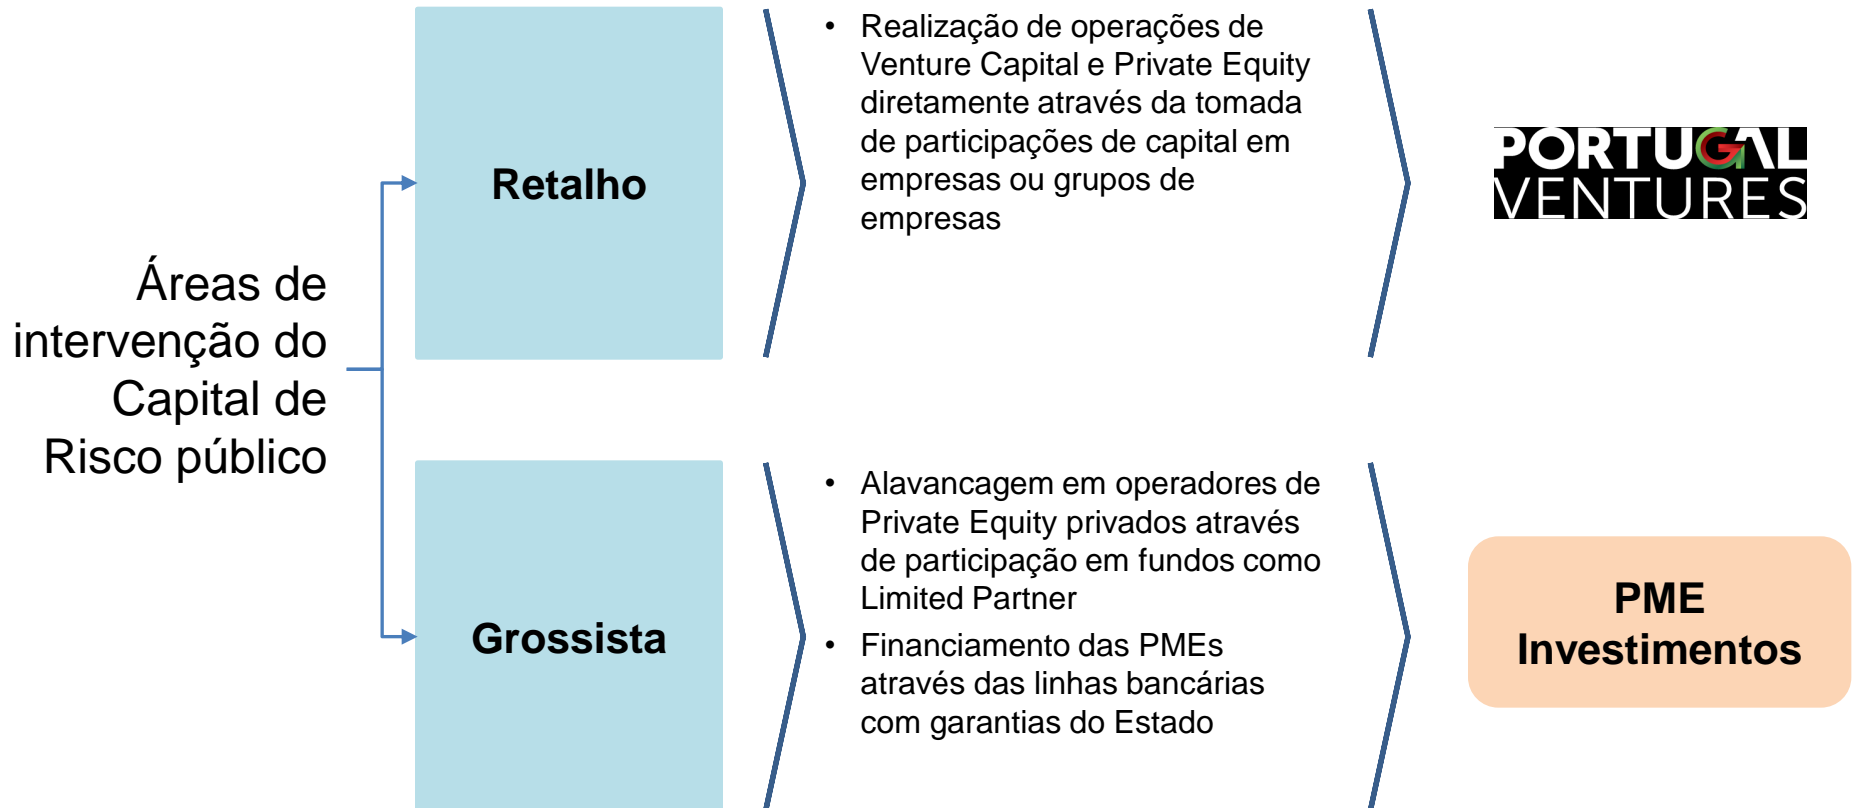 Áreas de
intervenção do
Capital de
Risco público
Retalho
• Realização de operações de
Venture Capital e Private Equity
diretamente através da tomada
de participações de capital em
empresas ou grupos de
empresas
PORTUGAL
VENTURES
Grossista
• Alavancagem em operadores de
Private Equity privados através
de participação em fundos como
Limited Partner
• Financiamento das PMEs
através das linhas bancárias
com garantias do Estado
PME
Investimentos